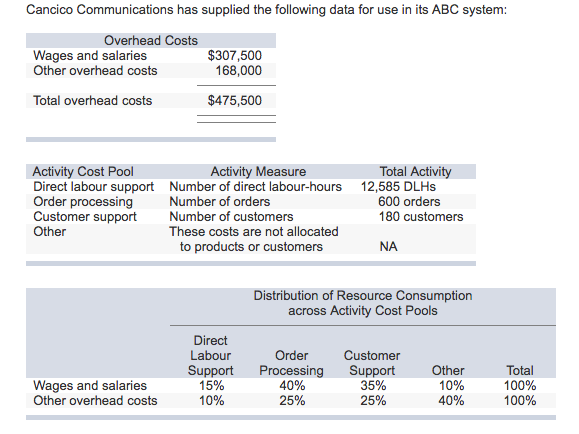 Cancico Communications has supplied the following data for use in its ABC system:
Overhead Costs
Wages and salaries $307,500
Other overhead costs 168,000
Total overhead costs $475,500
Activity Cost Pool Activity Measure Total Activity
Direct labour support Number of direct labour-hours 12,585 DLHs
Order processing Number of orders 600 orders
Customer support Number of customers 180 customers
Other These costs are not allocated
to products or customers NA
Distribution of Resource Consumption
across Activity Cost Pools
Direct
Labour Order Customer
Support Processing Support Other Total
Wages and salaries 15% 40% 35% 10% 100%
Other overhead costs 10% 25% 25% 40% 100%